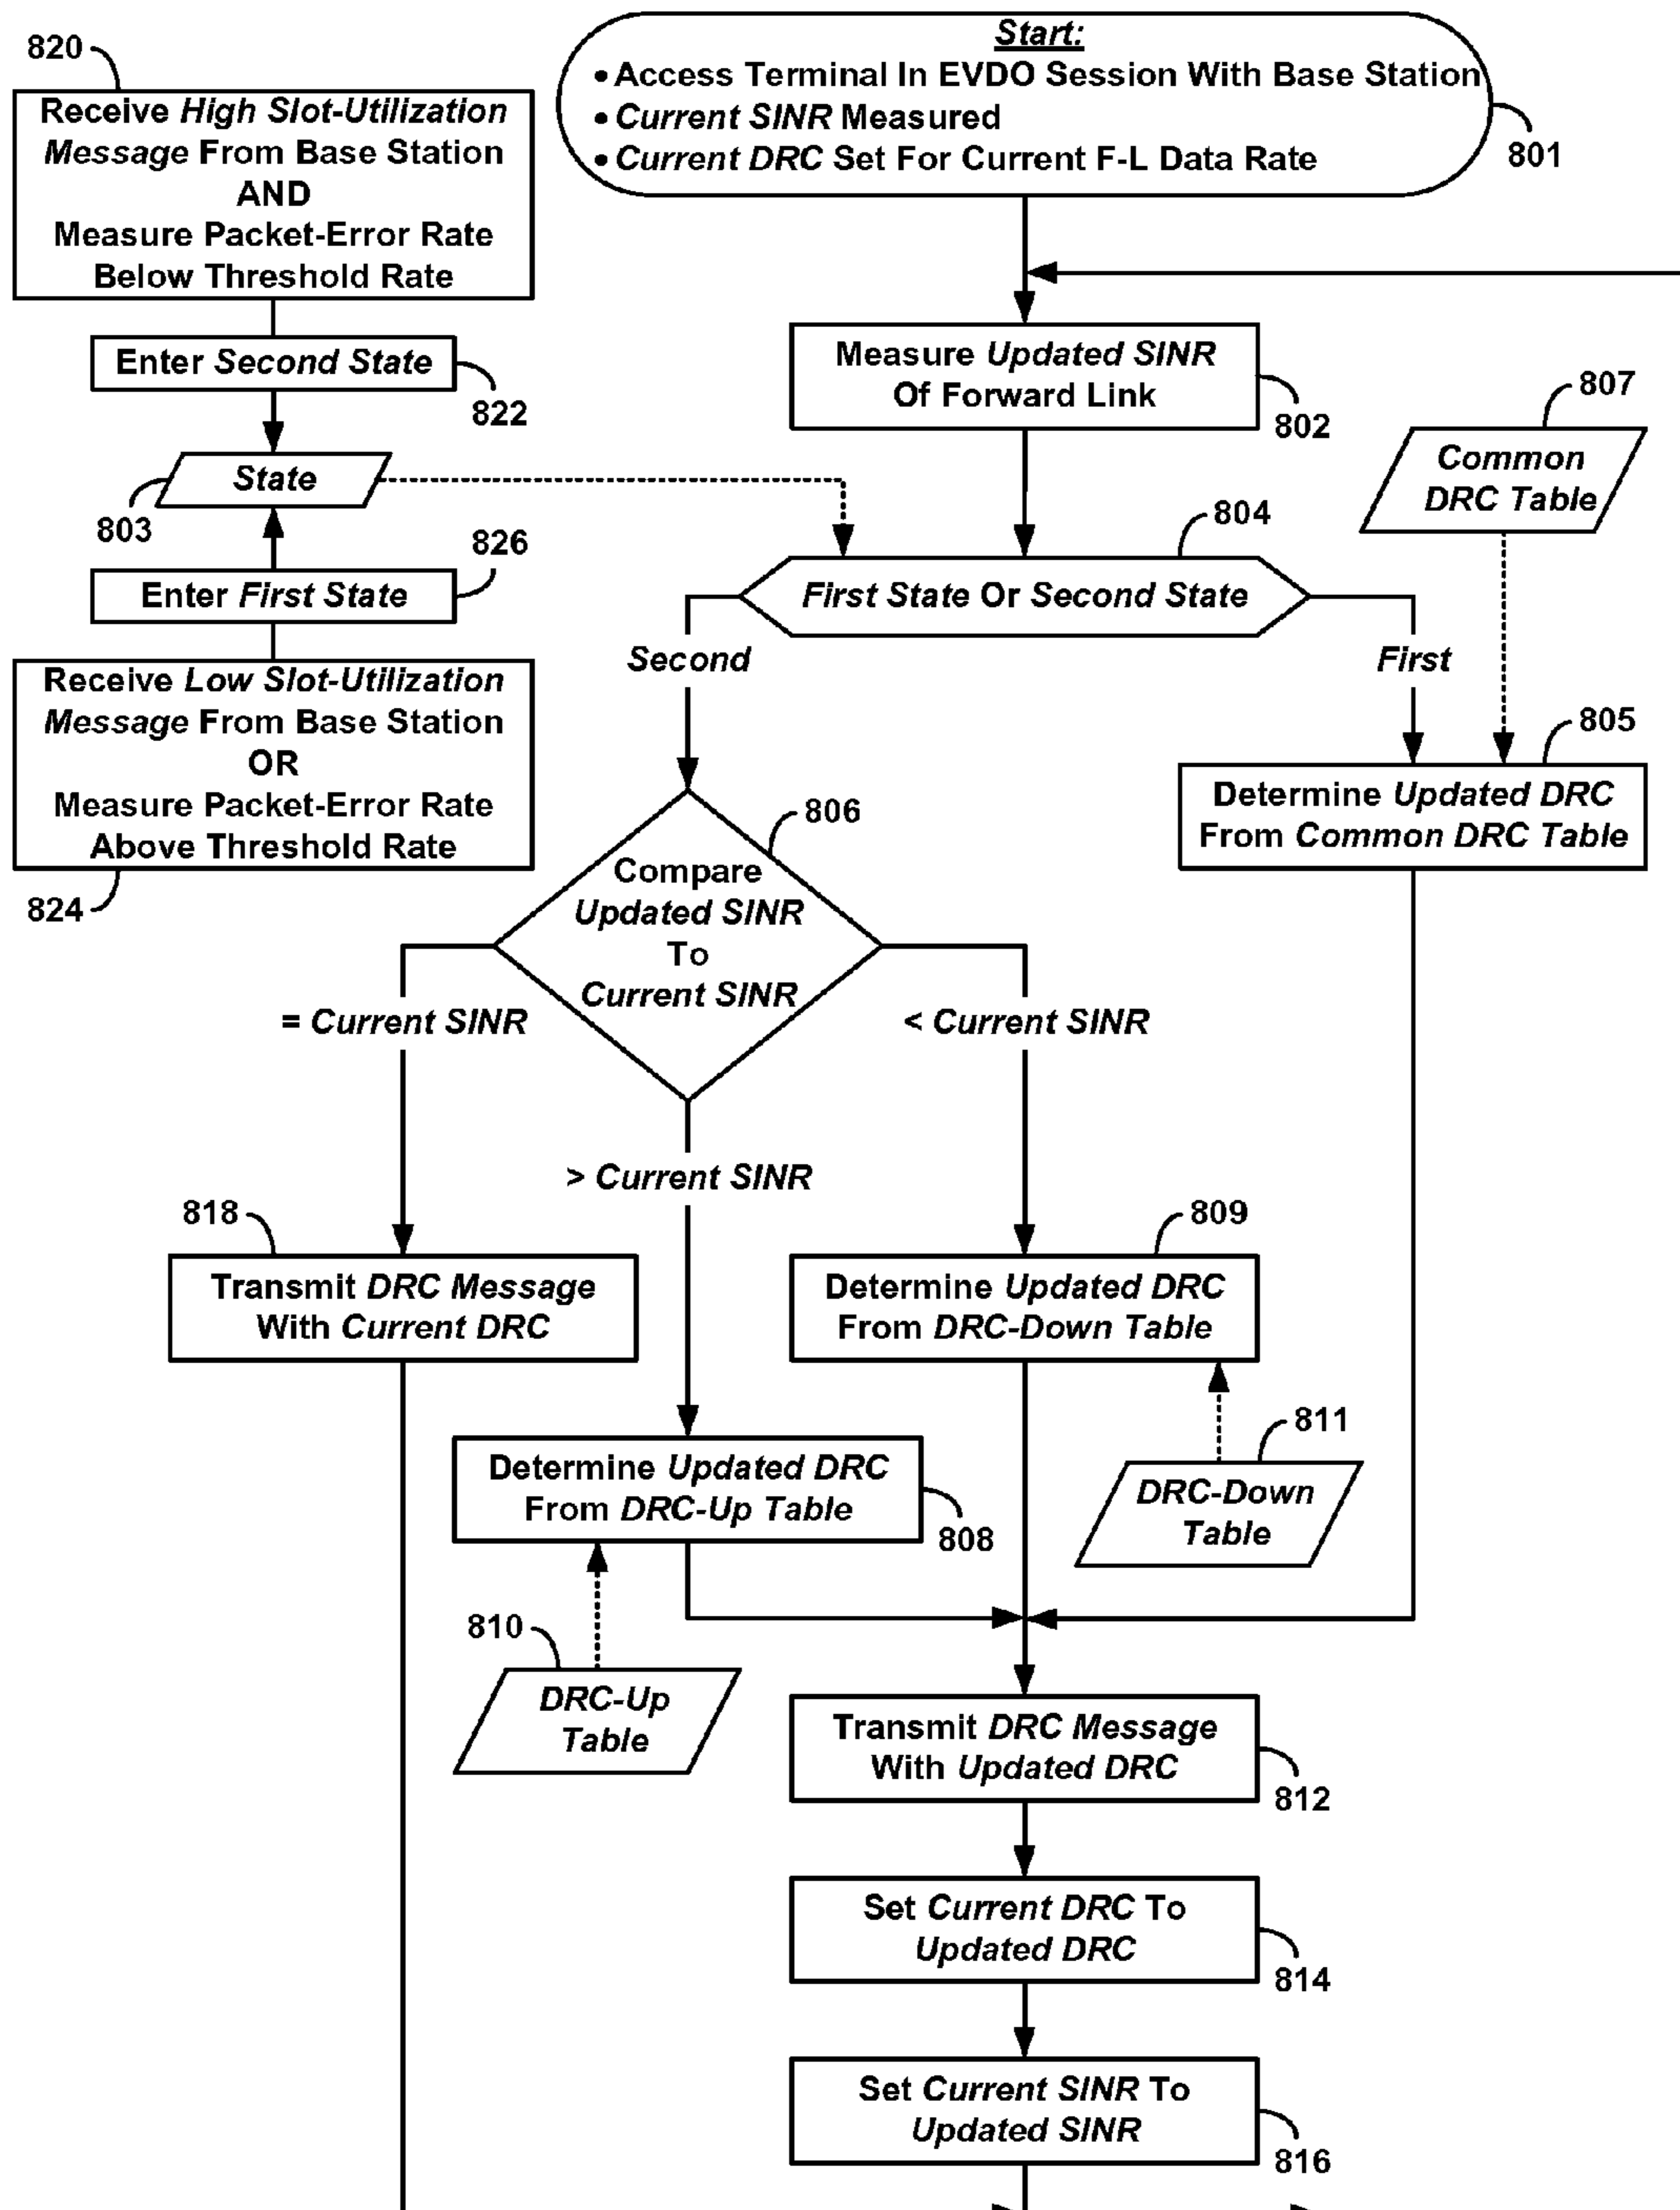 820
Receive High Slot-Utilization
Message From Base Station
AND
Measure Packet-Error Rate
Below Threshold Rate
Enter Second State
822
State
803
826
Enter First State
Receive Low Slot-Utilization
Message From Base Station
OR
Measure Packet-Error Rate
Above Threshold Rate
824
Start:
• Access Terminal In EVDO Session With Base Station
• Current SINR Measured
• Current DRC Set For Current F-L Data Rate
801
Measure Updated SINR
Of Forward Link
802
807
Common
DRC Table
804
First State Or Second State
Second
First
805
Determine Updated DRC
From Common DRC Table
806
Compare
Updated SINR
To
Current SINR
= Current SINR
< Current SINR
> Current SINR
818
Transmit DRC Message
With Current DRC
809
Determine Updated DRC
From DRC-Down Table
811
DRC-Down
Table
Determine Updated DRC
From DRC-Up Table
808
810
DRC-Up
Table
Transmit DRC Message
With Updated DRC
812
Set Current DRC To
Updated DRC
814
Set Current SINR To
Updated SINR
816